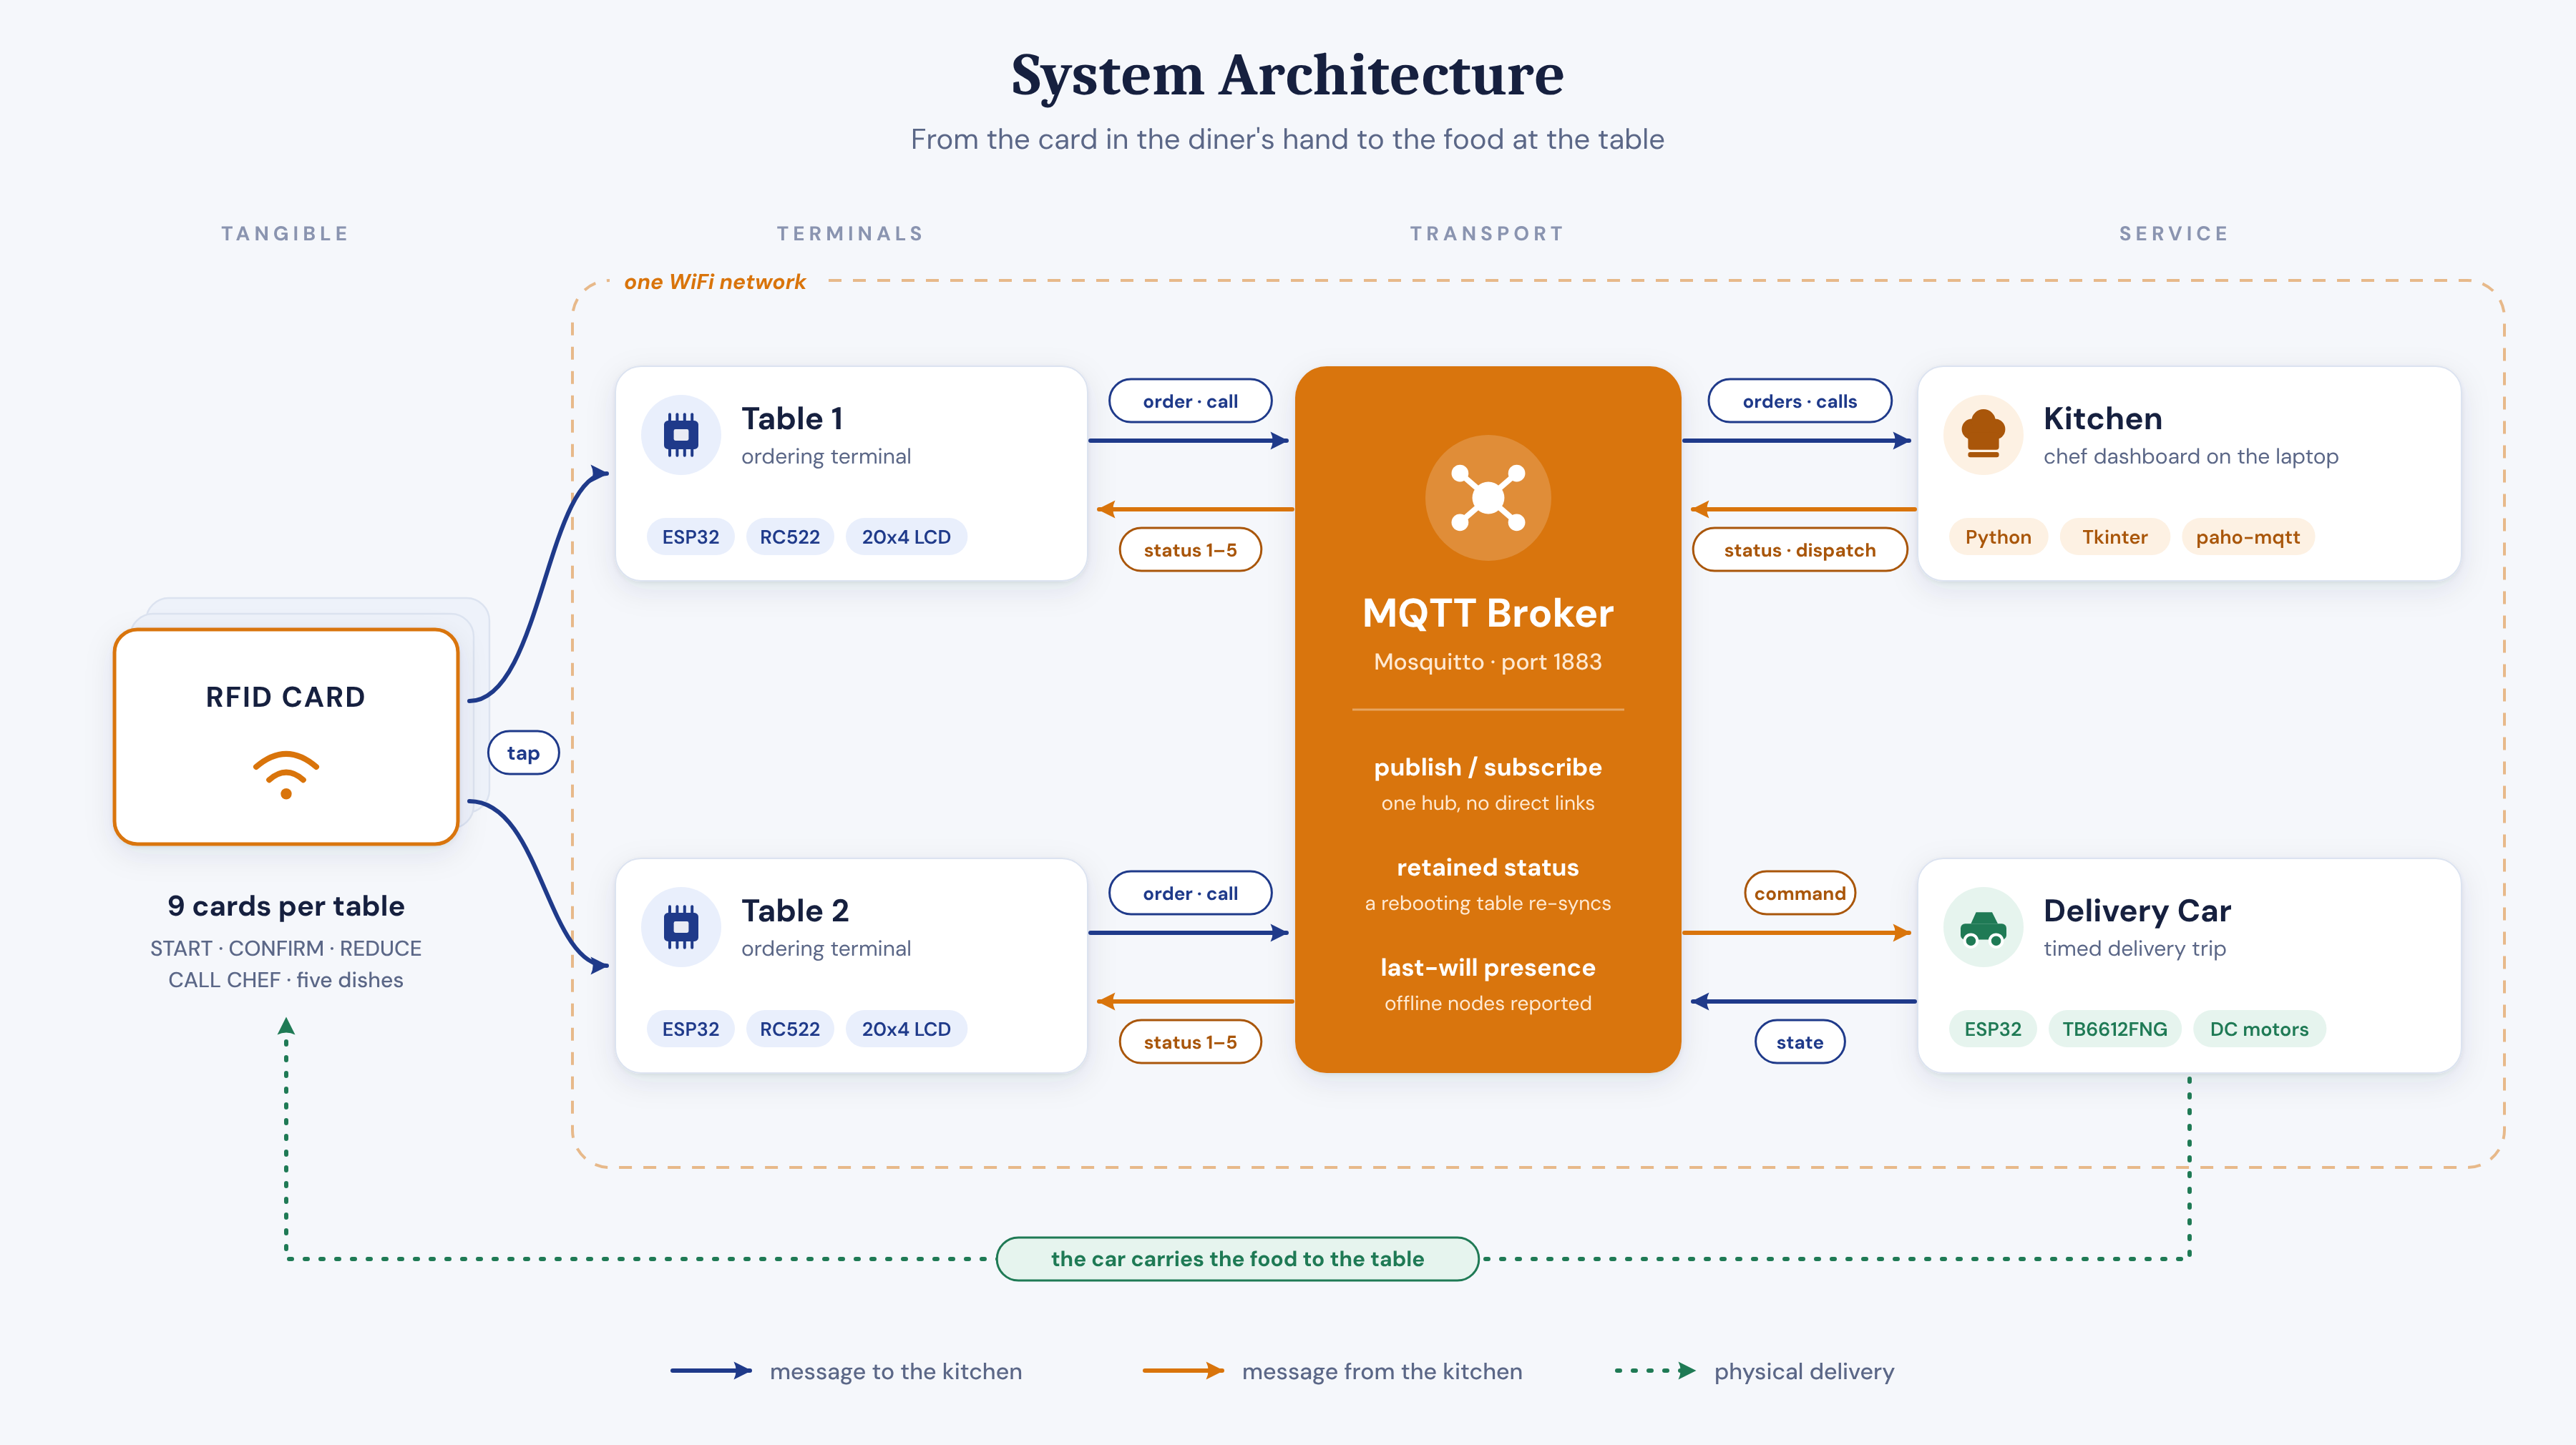 System Architecture
From the card in the diner's hand to the food at the table
TANGIBLE
TERMINALS
TRANSPORT
SERVICE
one WiFi network
RFID CARD
tap
9 cards per table
START · CONFIRM · REDUCE
CALL CHEF · five dishes
Table 1
ordering terminal
ESP32
RC522
20x4 LCD
order · call
status 1–5
Table 2
ordering terminal
ESP32
RC522
20x4 LCD
order · call
status 1–5
MQTT Broker
Mosquitto · port 1883
publish / subscribe
one hub, no direct links
retained status
a rebooting table re-syncs
last-will presence
offline nodes reported
orders · calls
status · dispatch
Kitchen
chef dashboard on the laptop
Python
Tkinter
paho-mqtt
command
state
Delivery Car
timed delivery trip
ESP32
TB6612FNG
DC motors
the car carries the food to the table
message to the kitchen
message from the kitchen
physical delivery